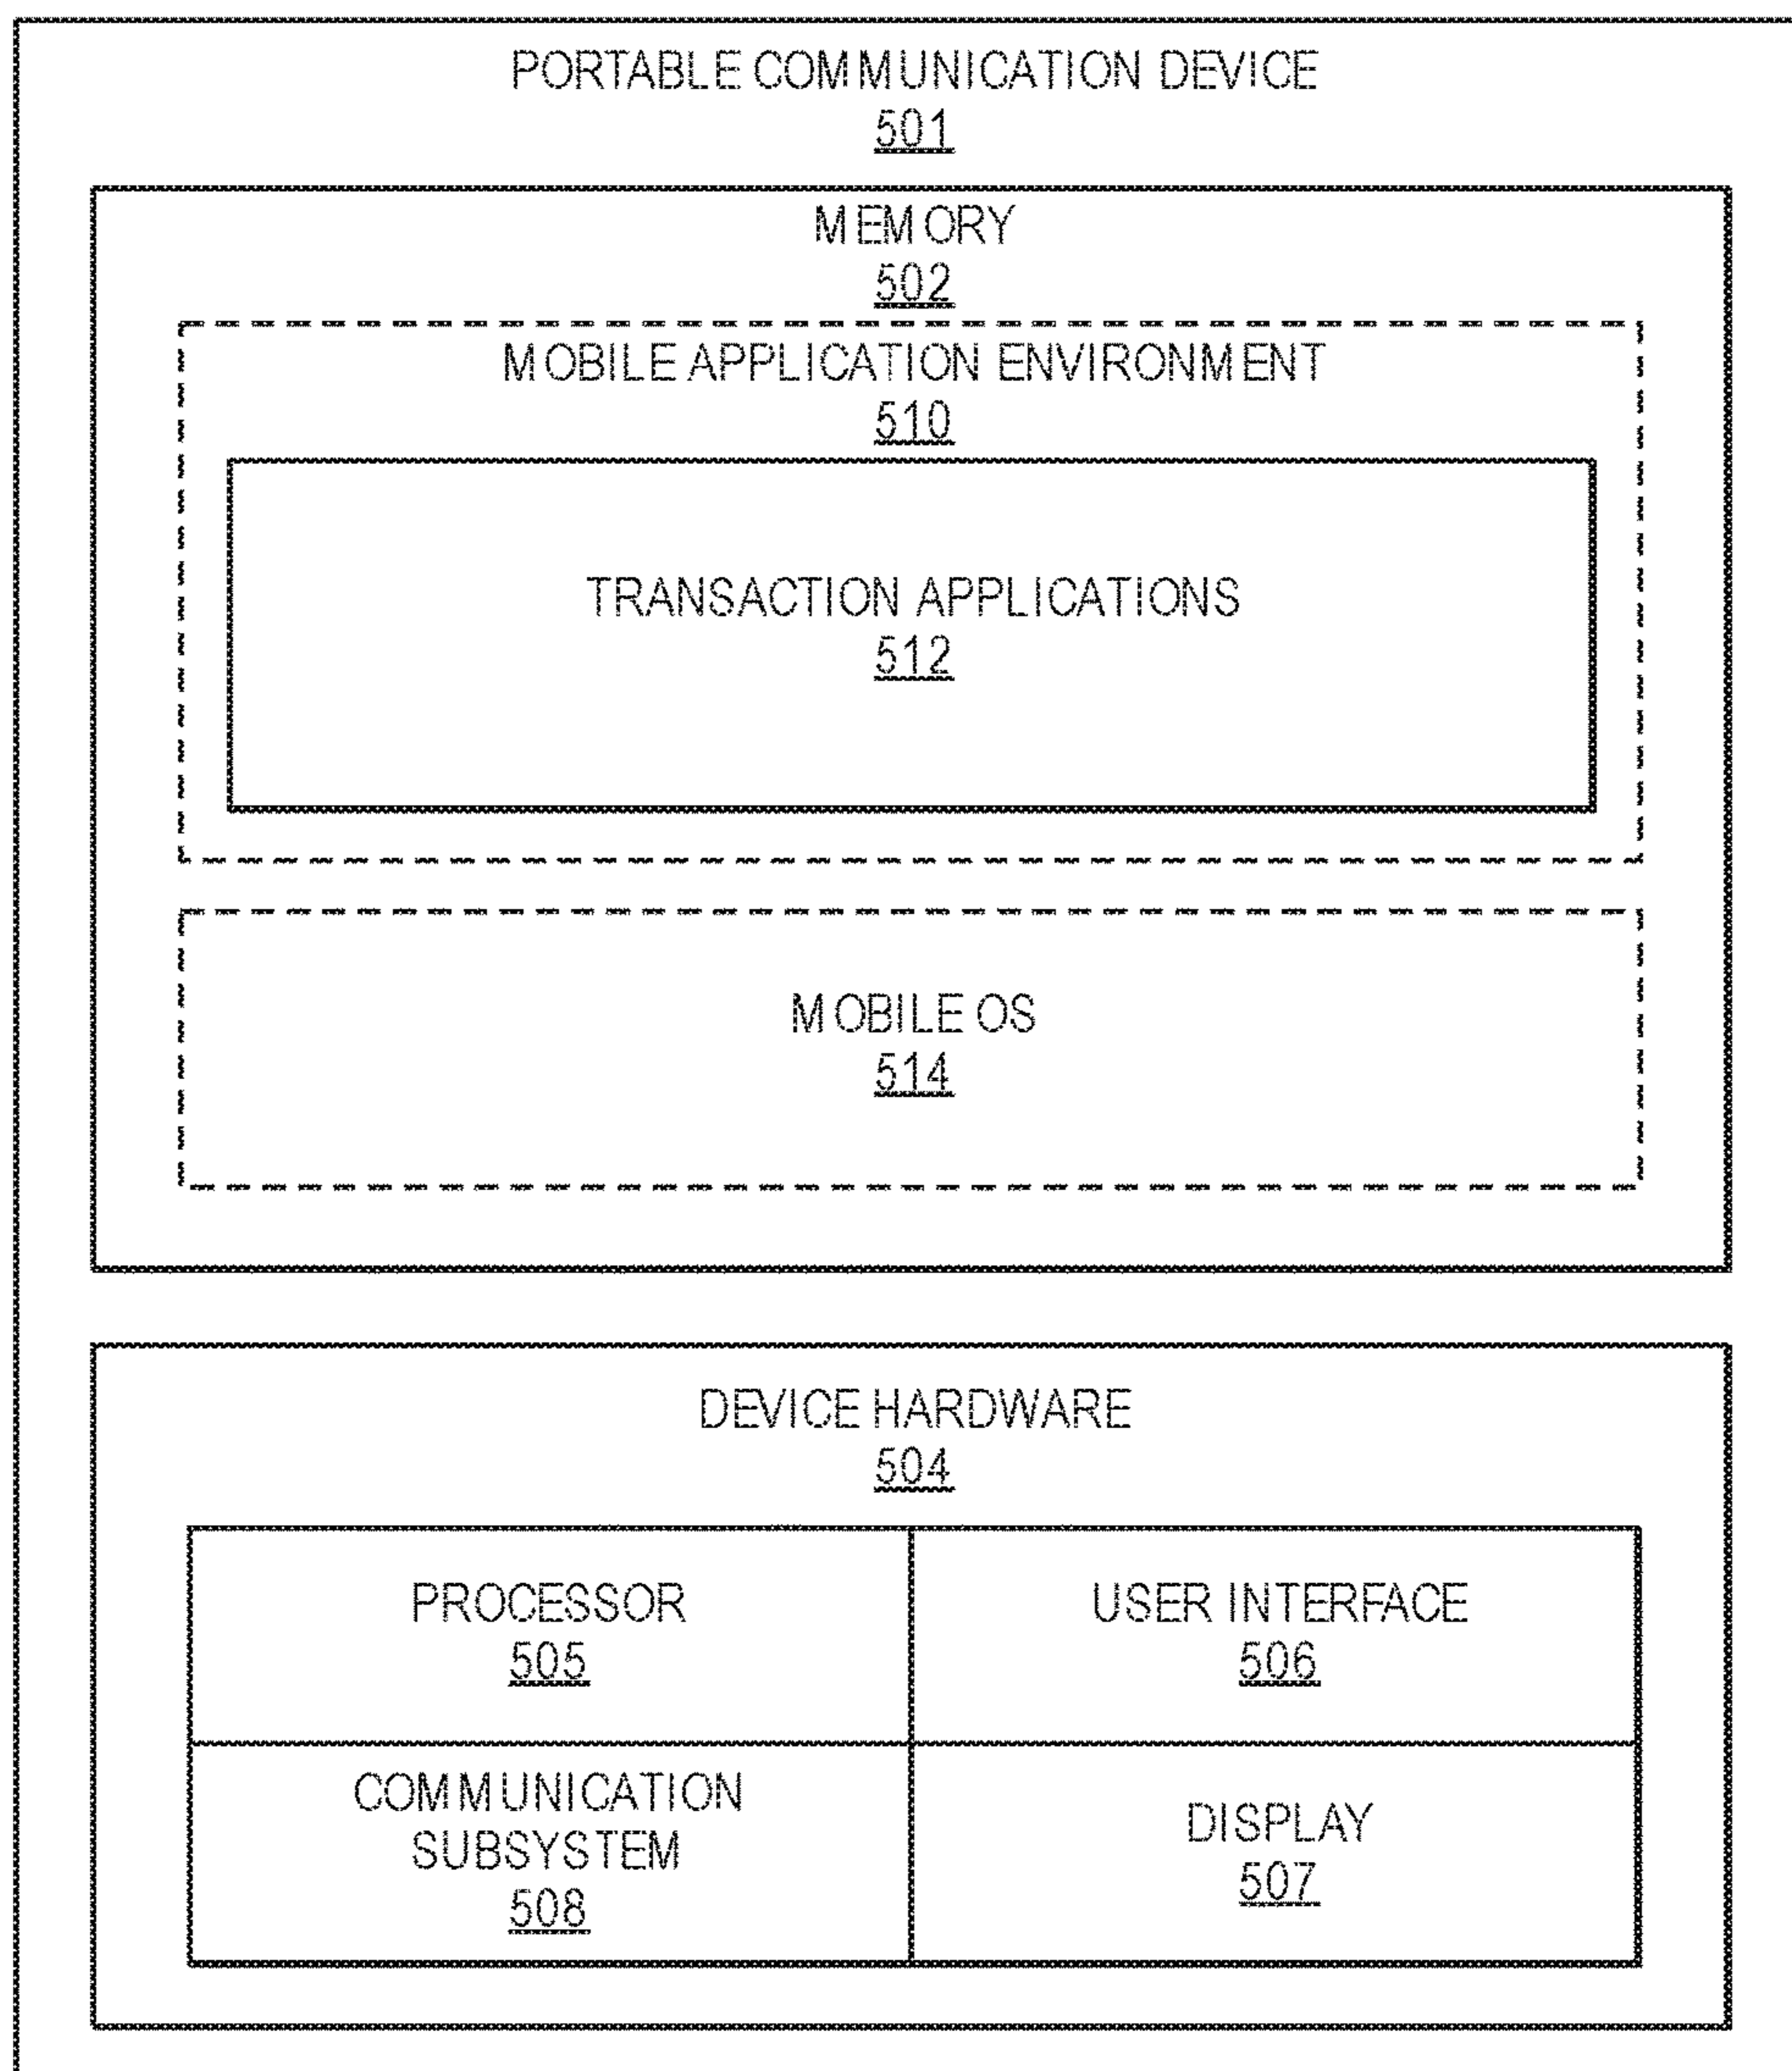 PORTABLE COMMUNICATION DEVICE
501
MEMORY
502
MOBILE APPLICATION ENVIRONMENT
510
TRANSACTION APPLICATIONS
512
MOBILE OS
514
DEVICE HARDWARE
504
PROCESSOR
505
USER INTERFACE
506
COMMUNICATION
SUBSYSTEM
508
DISPLAY
507